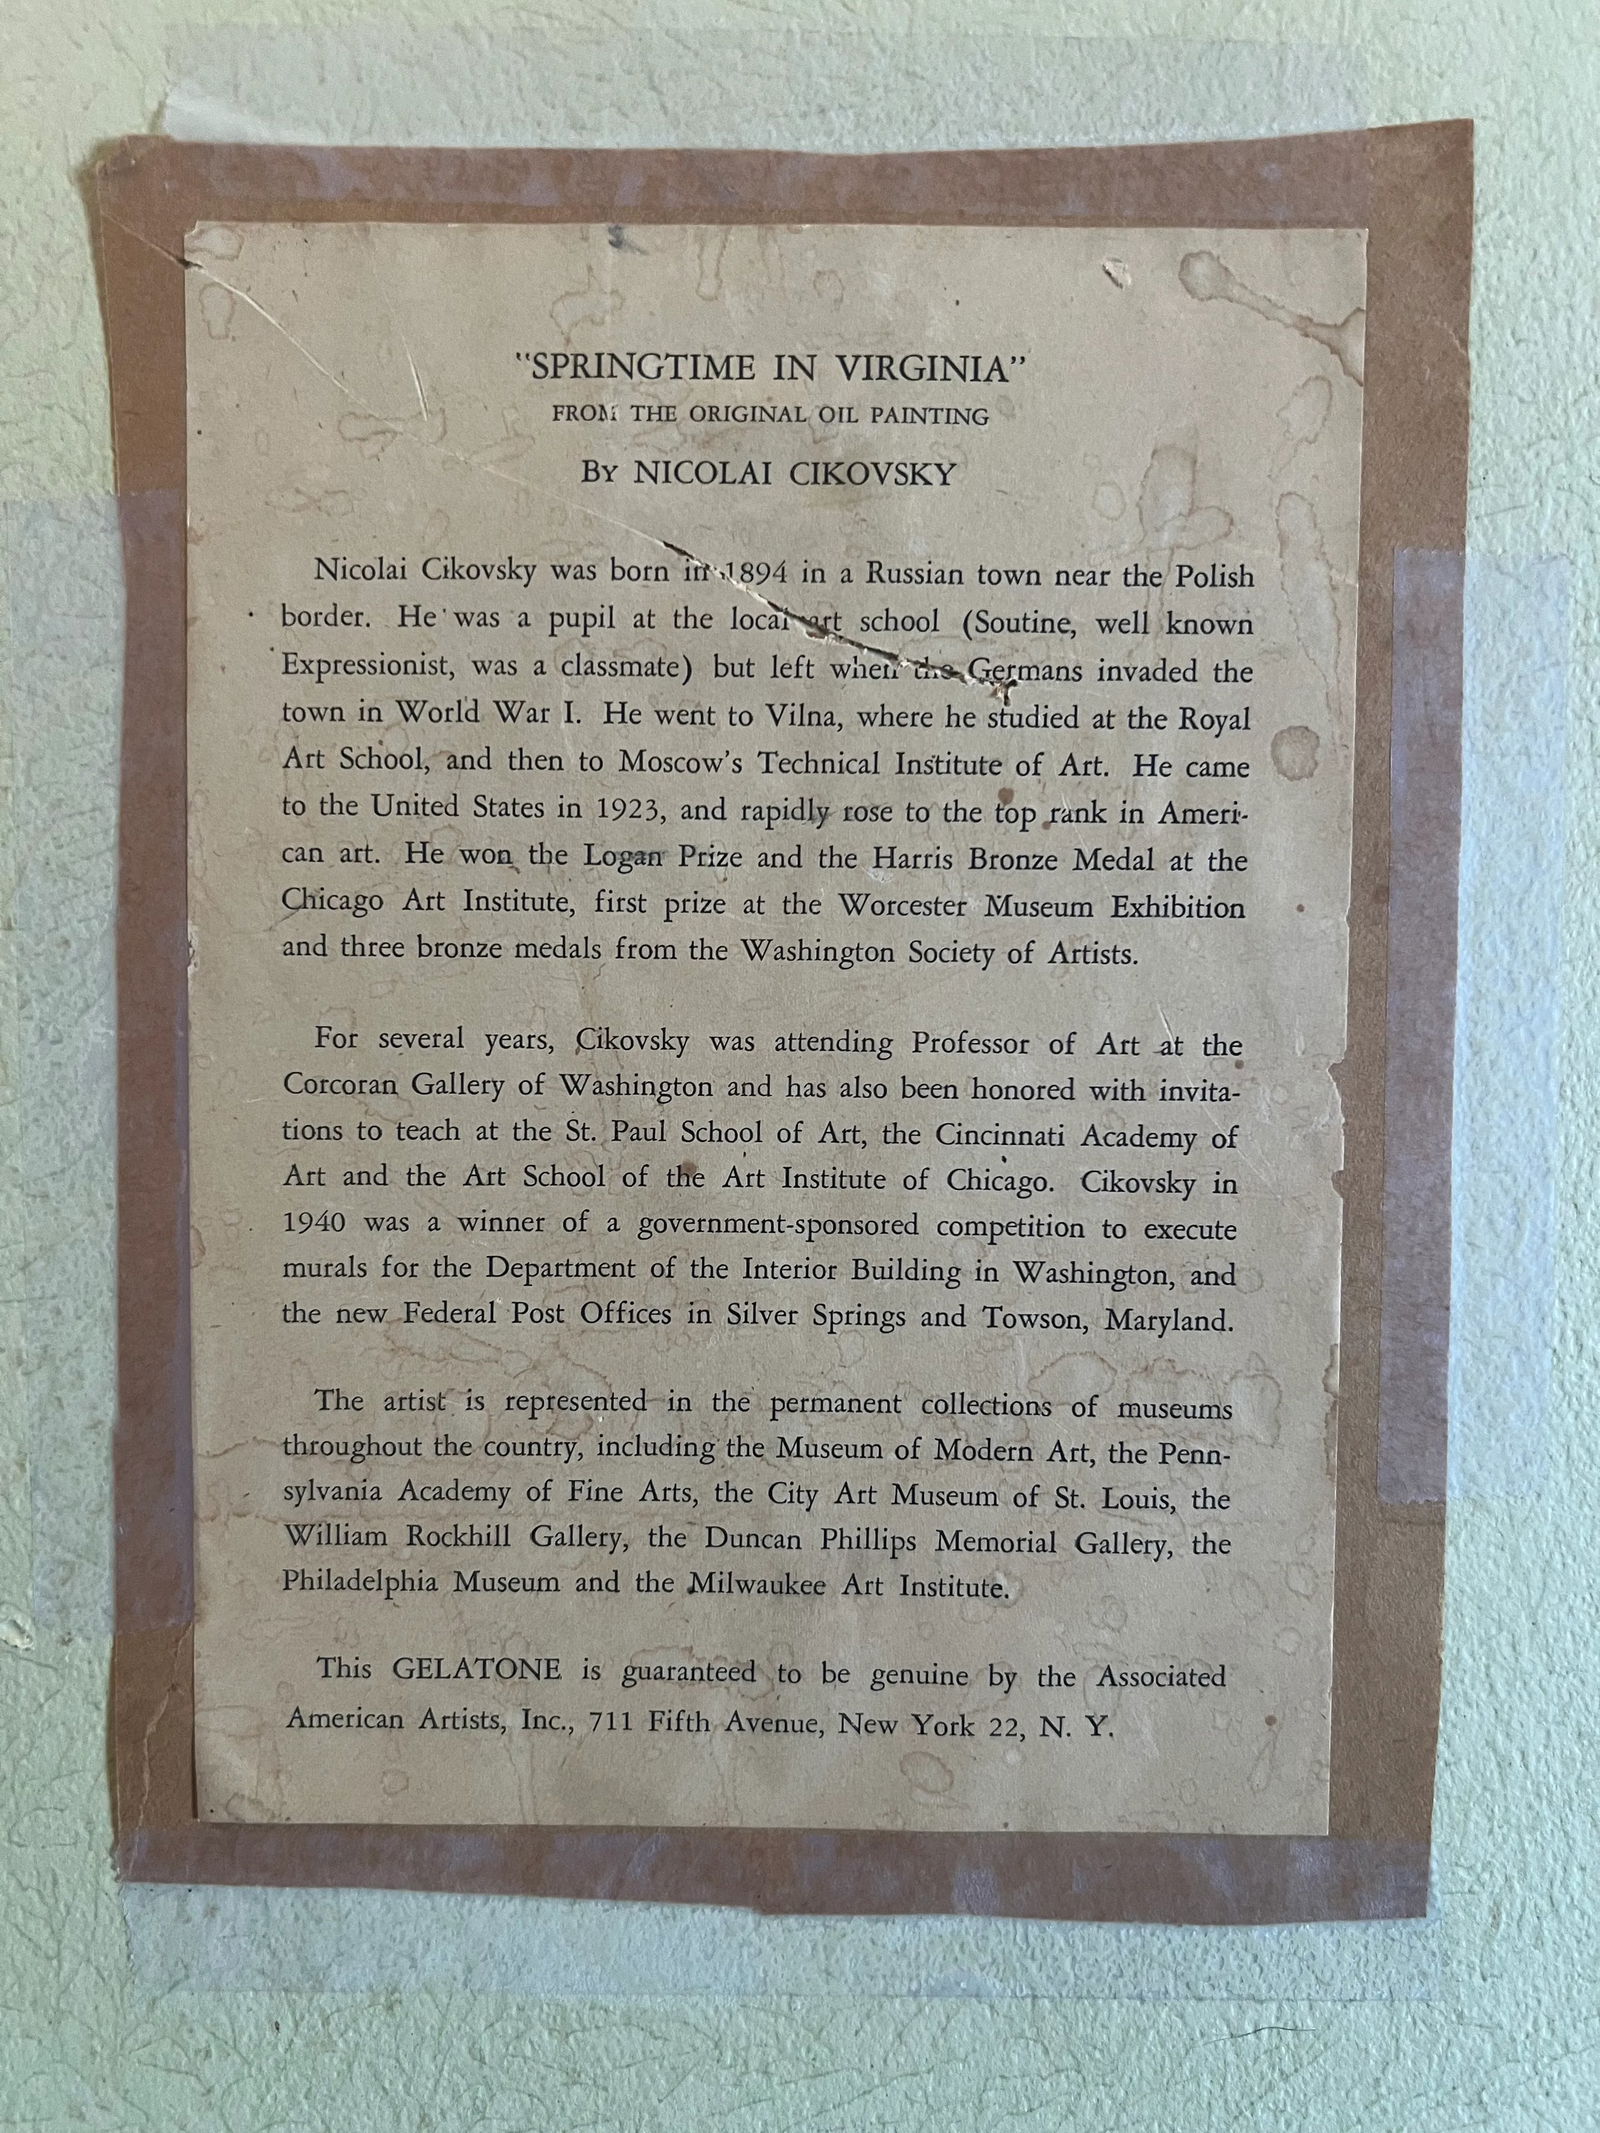 "SPRINGTIME IN VIRGINIA"
FROM THE ORIGINAL OIL PAINTING
By NICOLAI CIKOVSKY
Nicolai Cikovsky was born in 1894 in a Russian town near the Polish
border. He was a pupil at the local art school (Soutine, well known
Expressionist, was a classmate) but left when the Germans invaded the
town in World War I. He went to Vilna, where he studied at the Royal
Art School, and then to Moscow's Technical Institute of Art. He came
to the United States in 1923, and rapidly rose to the top rank in Ameri-
can art. He won the Logan Prize and the Harris Bronze Medal at the
Chicago Art Institute, first prize at the Worcester Museum Exhibition
and three bronze medals from the Washington Society of Artists.
For several years, Cikovsky was attending Professor of Art at the
Corcoran Gallery of Washington and has also been honored with invita-
tions to teach at the St. Paul School of Art, the Cincinnati Academy of
Art and the Art School of the Art Institute of Chicago. Cikovsky in
1940 was a winner of a government-sponsored competition to execute
murals for the Department of the Interior Building in Washington, and
the new Federal Post Offices in Silver Springs and Towson, Maryland.
The artist is represented in the permanent collections of museums
throughout the country, including the Museum of Modern Art, the Penn-
sylvania Academy of Fine Arts, the City Art Museum of St. Louis, the
William Rockhill Gallery, the Duncan Phillips Memorial Gallery, the
Philadelphia Museum and the Milwaukee Art Institute.
This GELATONE is guaranteed to be genuine by the Associated
American Artists, Inc., 711 Fifth Avenue, New York 22, N. Y.